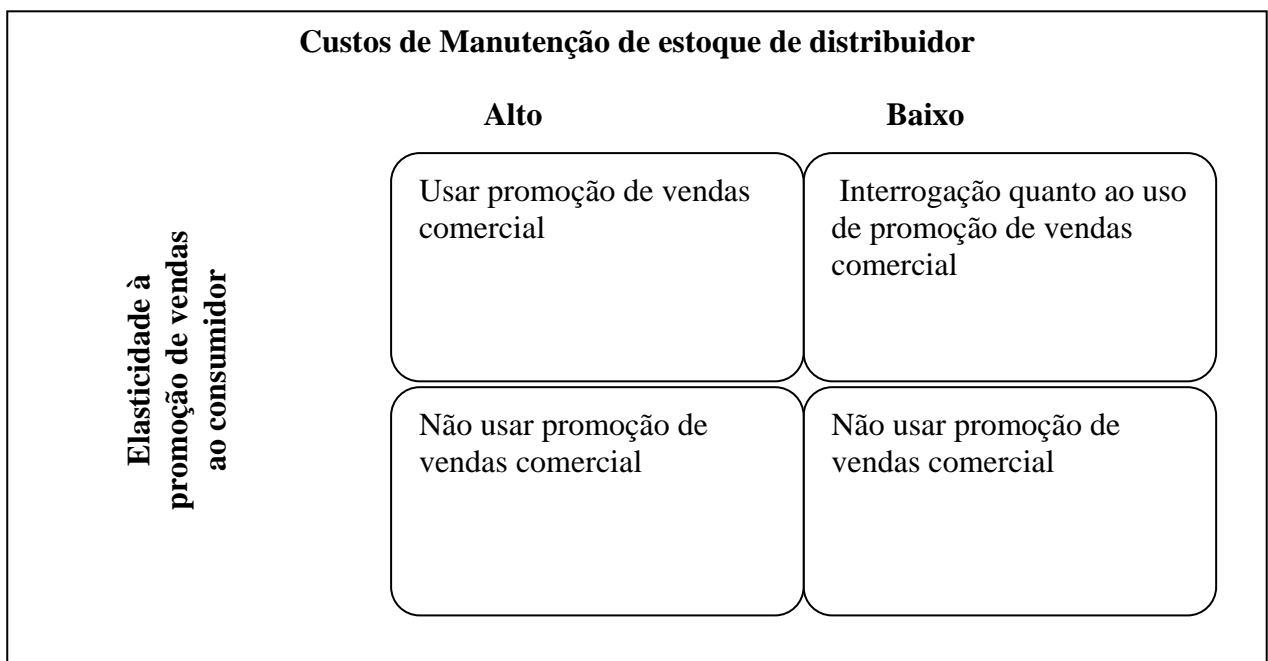 Custos de Manutenção de estoque de distribuidor
Alto
Baixo
Elasticidade à
promoção de vendas
ao consumidor
Usar promoção de vendas
comercial
Interrogação quanto ao uso
de promoção de vendas
comercial
Não usar promoção de
vendas comercial
Não usar promoção de
vendas comercial